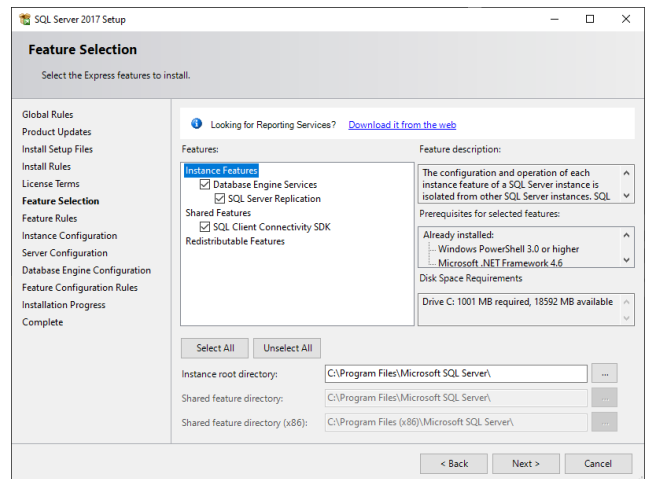 SQL Server 2017 Setup
Feature Selection
Select the Express features to install.
Global Rules
Product Updates
Install Setup Files
Install Rules
License Terms
Feature Selection
Feature Rules
Instance Configuration
Server Configuration
Database Engine Configuration
Feature Configuration Rules
Installation Progress
Complete
Looking for Reporting Services? Download it from the web
Features:
Instance Features
Database Engine Services
SQL Server Replication
Shared Features
SQL Client Connectivity SDK
Redistributable Features
Feature description:
The configuration and operation of each
instance feature of a SQL Server instance is
isolated from other SQL Server instances. SQL
Prerequisites for selected features:
Already installed:
Windows PowerShell 3.0 or higher
Microsoft .NET Framework 4.6
Disk Space Requirements
Drive C: 1001 MB required, 18592 MB available
Select All
Unselect All
Instance root directory: C:\Program Files\Microsoft SQL Server\ ...
Shared feature directory: C:\Program Files\Microsoft SQL Server\ ...
Shared feature directory (x86): C:\Program Files (x86)\Microsoft SQL Server\ ...
< Back
Next >
Cancel